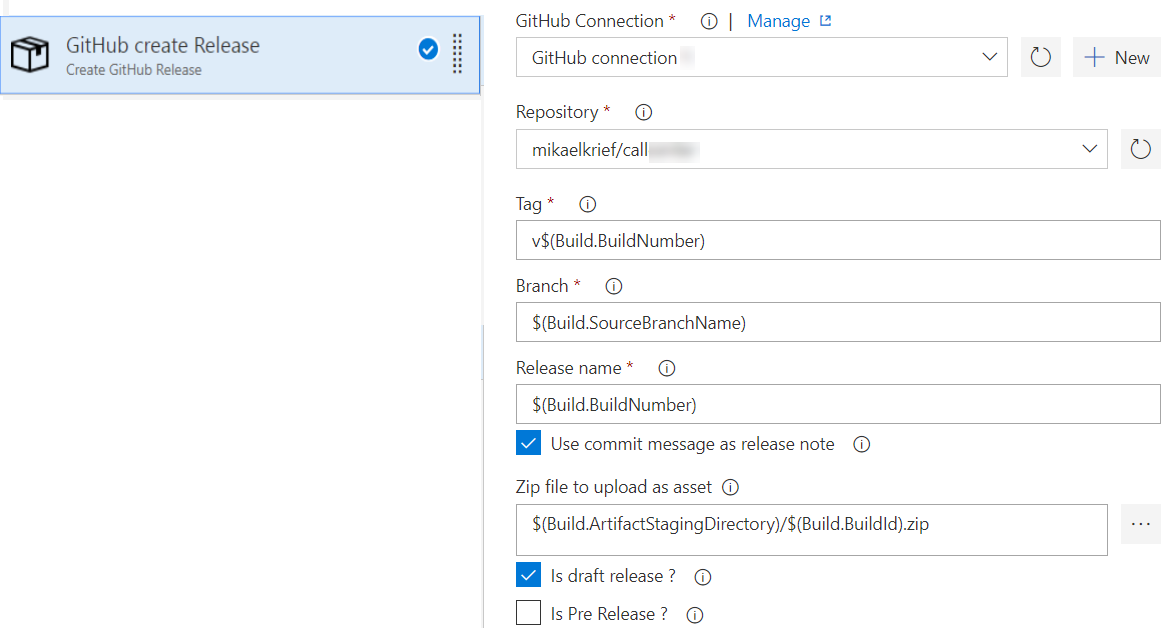 GitHub create Release
Create GitHub Release
GitHub Connection * | Manage
GitHub connection
New
Repository *
mikaelkrief/call
Tag *
v$(Build.BuildNumber)
Branch *
$(Build.SourceBranchName)
Release name *
$(Build.BuildNumber)
Use commit message as release note
Zip file to upload as asset
$(Build.ArtifactStagingDirectory)/$(Build.BuildId).zip
...
Is draft release ?
Is Pre Release ?